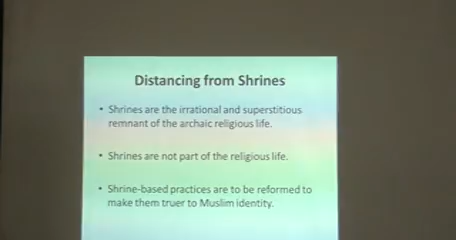 Distancing from Shrines
• Shrines are the irrational and superstitious
remnant of the archaic religious life.
• Shrines are not part of the religious life.
• Shrine-based practices are to be reformed to
make them truer to Muslim identity.